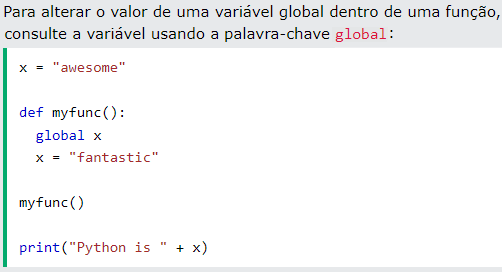 Para alterar o valor de uma variável global dentro de uma função,
consulte a variável usando a palavra-chave global:
x = "awesome"
def myfunc():
  global x
  x = "fantastic"
myfunc()
print("Python is " + x)